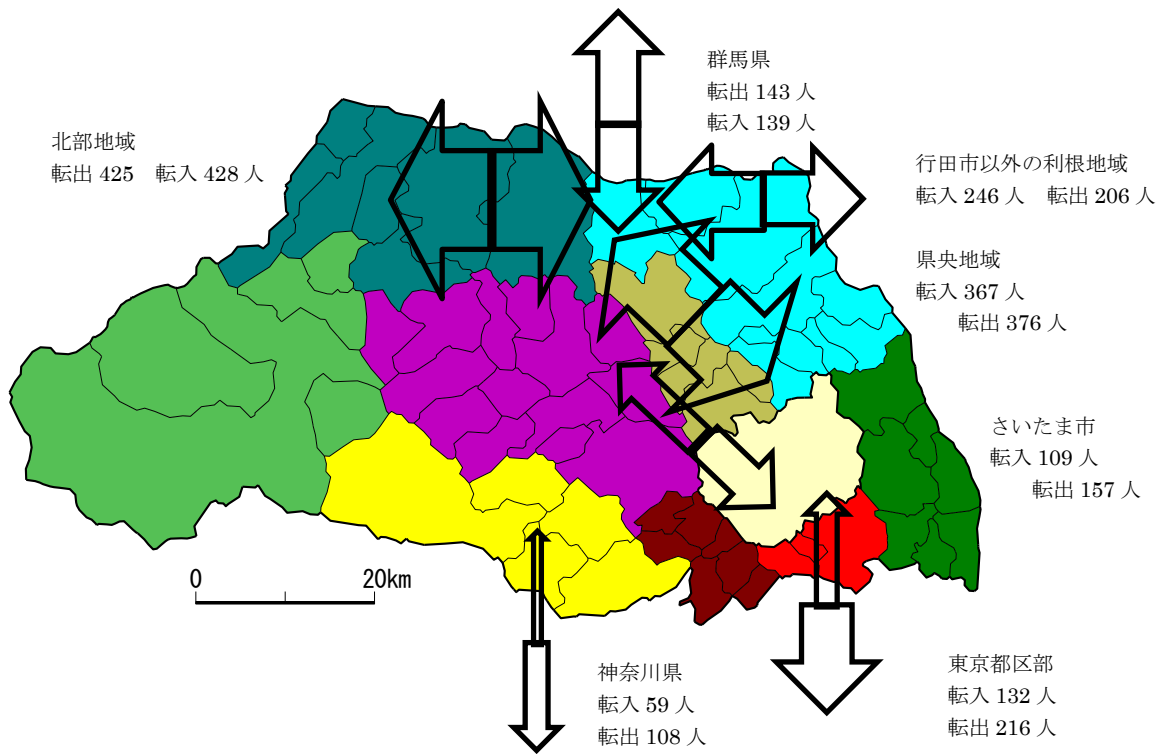 群馬県
転出 143 人
転入 139 人
北部地域
転出 425　転入 428 人
行田市以外の利根地域
転入 246 人　転出 206 人
県央地域
転入 367 人
転出 376 人
さいたま市
転入 109 人
転出 157 人
0　20km
神奈川県
転入 59 人
転出 108 人
東京都区部
転入 132 人
転出 216 人